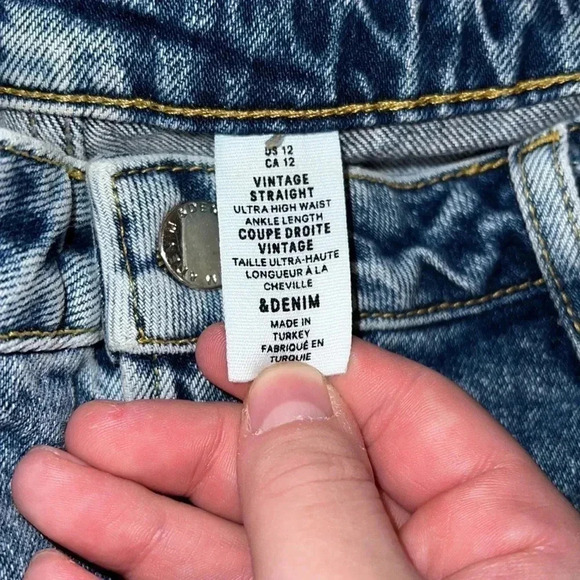 US 12
CA 12
VINTAGE
STRAIGHT
ULTRA HIGH WAIST
ANKLE LENGTH
COUPE DROITE
VINTAGE
TAILLE ULTRA-HAUTE
LONGUEUR À LA
CHEVILLE
&DENIM
MADE IN
TURKEY
FABRIQUÉ EN
TURQUIE